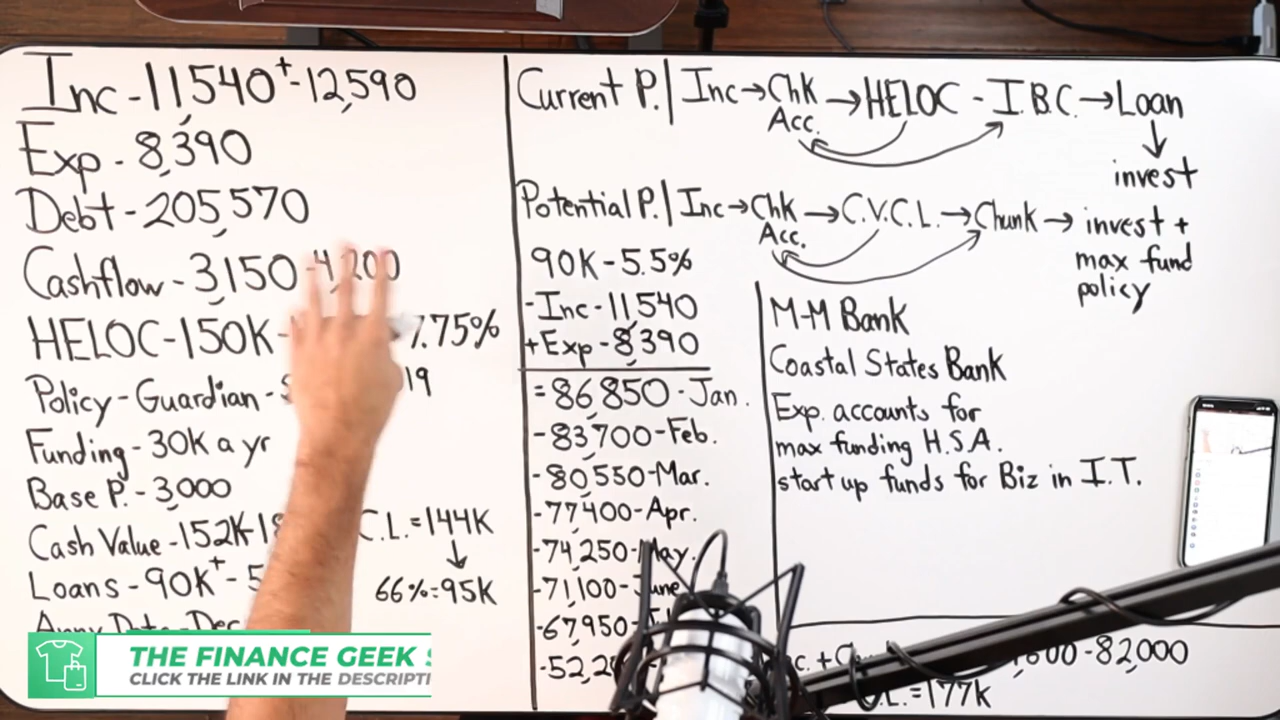 Inc - 11,540+ - 12,590
Exp - 8,390
Debt - 205,570
Cashflow - 3,150 - 4,200
HELOC - 150K - 7.75%
Policy - Guardian - 19
Funding - 30K a yr
Base P. - 3,000
Cash Value - 152K - C.L. = 144K
66% = 95K
Loans - 90K+ - 5
Current P. | Inc → Chk Acc. → HELOC - I.B.C. → Loan
invest
Potential P. | Inc → Chk Acc. → C.V.C.L. → Chunk → invest +
max fund
policy
90K - 5.5%
- Inc - 11,540
+ Exp - 8,390
= 86,850 - Jan.
- 83,700 - Feb.
- 80,550 - Mar.
- 77,400 - Apr.
- 74,250 - May.
- 71,100 - June
- 67,950 -
M-M Bank
Coastal States Bank
Exp. accounts for
max funding H.S.A.
start up funds for Biz in I.T.
- 82,000
= 177K
THE FINANCE GEEK
CLICK THE LINK IN THE DESCRIPTI